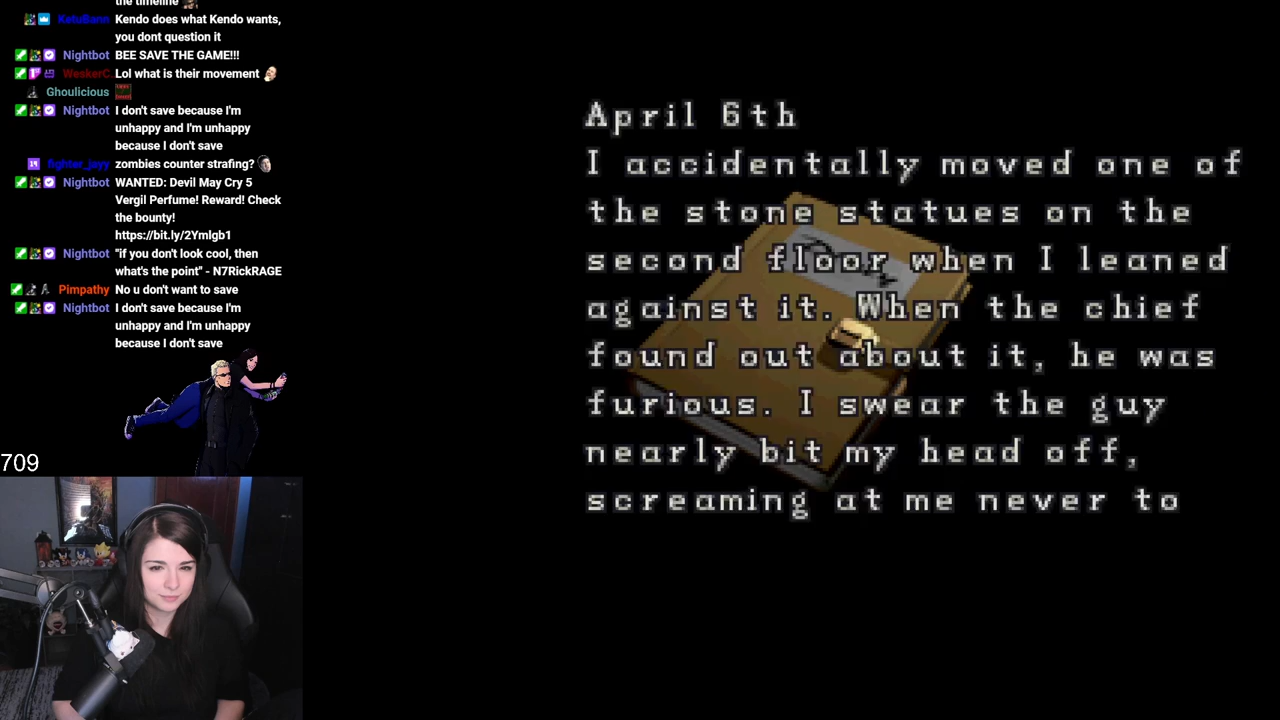 the timeline
KetuBann Kendo does what Kendo wants,
you dont question it
Nightbot BEE SAVE THE GAME!!!
WeskerC Lol what is their movement
Ghoulicious
Nightbot I don't save because I'm
unhappy and I'm unhappy
because I don't save
fighter_jayy zombies counter strafing?
Nightbot WANTED: Devil May Cry 5
Vergil Perfume! Reward! Check
the bounty!
https://bit.ly/2Ymlgb1
Nightbot "if you don't look cool, then
what's the point" - N7RickRAGE
Pimpathy No u don't want to save
Nightbot I don't save because I'm
unhappy and I'm unhappy
because I don't save
709
April 6th
I accidentally moved one of
the stone statues on the
second floor when I leaned
against it. When the chief
found out about it, he was
furious. I swear the guy
nearly bit my head off,
screaming at me never to
Diary